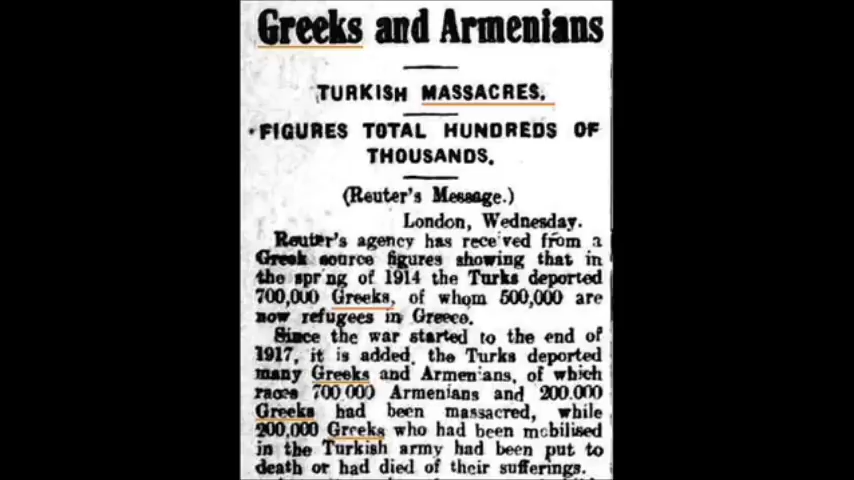 Greeks and Armenians
TURKISH MASSACRES.
FIGURES TOTAL HUNDREDS OF
THOUSANDS.
(Reuter's Message.)
London, Wednesday.
Reuter's agency has received from a
Greek source figures showing that in
the spr'ng of 1914 the Turks deported
700,000 Greeks, of whom 500,000 are
now refugees in Greece.
Since the war started to the end of
1917, it is added, the Turks deported
many Greeks and Armen'ans, of which
races 700,000 Armenians and 200,000
Greeks had been massacred, while
200,000 Greeks who had been mobilised
in the Turkish army had been put to
death or had died of their sufferings.